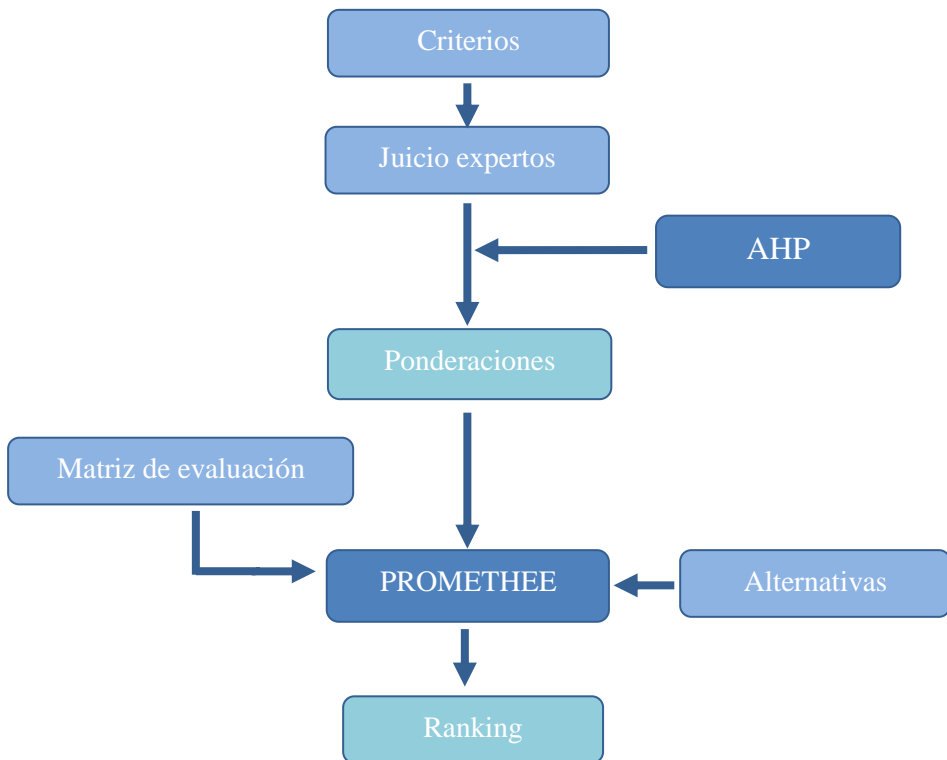 Criterios
Juicio expertos
AHP
Ponderaciones
Matriz de evaluación
PROMETHEE
Alternativas
Ranking